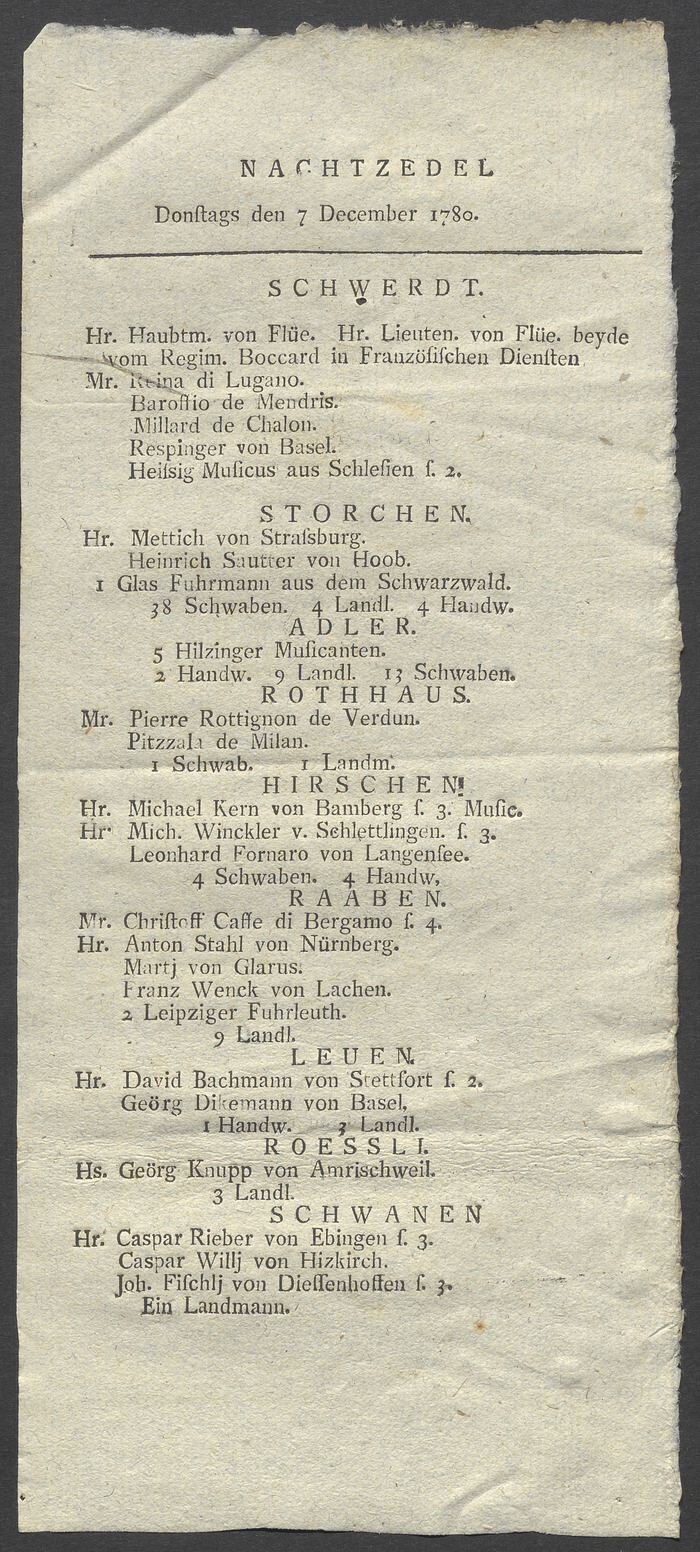 NACHTZEDEL
Donſtags den 7 December 1780.
SCHWERDT.
Hr. Haubtm. von Flüe. Hr. Lieuten. von Flüe. beyde
vom Regim. Boccard in Franzöſiſchen Dienſten
Mr. Reina di Lugano.
Baroſtio de Mendris.
Millard de Chalon.
Respinger von Basel.
Heiſsig Muſicus aus Schleſien ſ. 2.
STORCHEN.
Hr. Mettich von Straſsburg.
Heinrich Sautter von Hoob.
1 Glas Fuhrmann aus dem Schwarzwald.
38 Schwaben. 4 Landl. 4 Handw.
ADLER.
5 Hilzinger Muſicanten.
2 Handw. 9 Landl. 13 Schwaben.
ROTHHAUS.
Mr. Pierre Rottignon de Verdun.
Pitzzala de Milan.
1 Schwab. 1 Landm.
HIRSCHEN!
Hr. Michael Kern von Bamberg ſ. 3. Muſic.
Hr. Mich. Winckler v. Schlettlingen. ſ. 3.
Leonhard Fornaro von Langenſee.
4 Schwaben. 4 Handw,
RAABEN.
Mr. Chriſtoff Caſſe di Bergamo ſ. 4.
Hr. Anton Stahl von Nürnberg.
Martj von Glarus.
Franz Wenck von Lachen.
2 Leipziger Fuhrleuth.
9 Landl.
LEUEN.
Hr. David Bachmann von Stettfort ſ. 2.
Geörg Dikemann von Basel,
1 Handw. 3 Landl.
ROESSLI.
Hs. Geörg Knupp von Amrischweil.
3 Landl.
SCHWANEN
Hr. Caspar Rieber von Ebingen ſ. 3.
Caspar Willj von Hizkirch.
Joh. Fiſchlj von Dieſſenhoffen ſ. 3.
Ein Landmann.